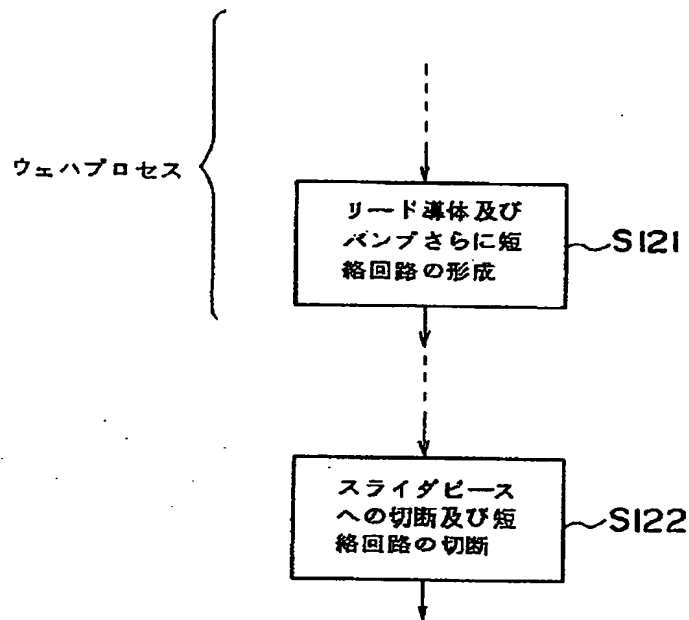 ウェハプロセス
リード導体及び
バンプさらに短
絡回路の形成
S121
スライダピース
への切断及び短
絡回路の切断
S122